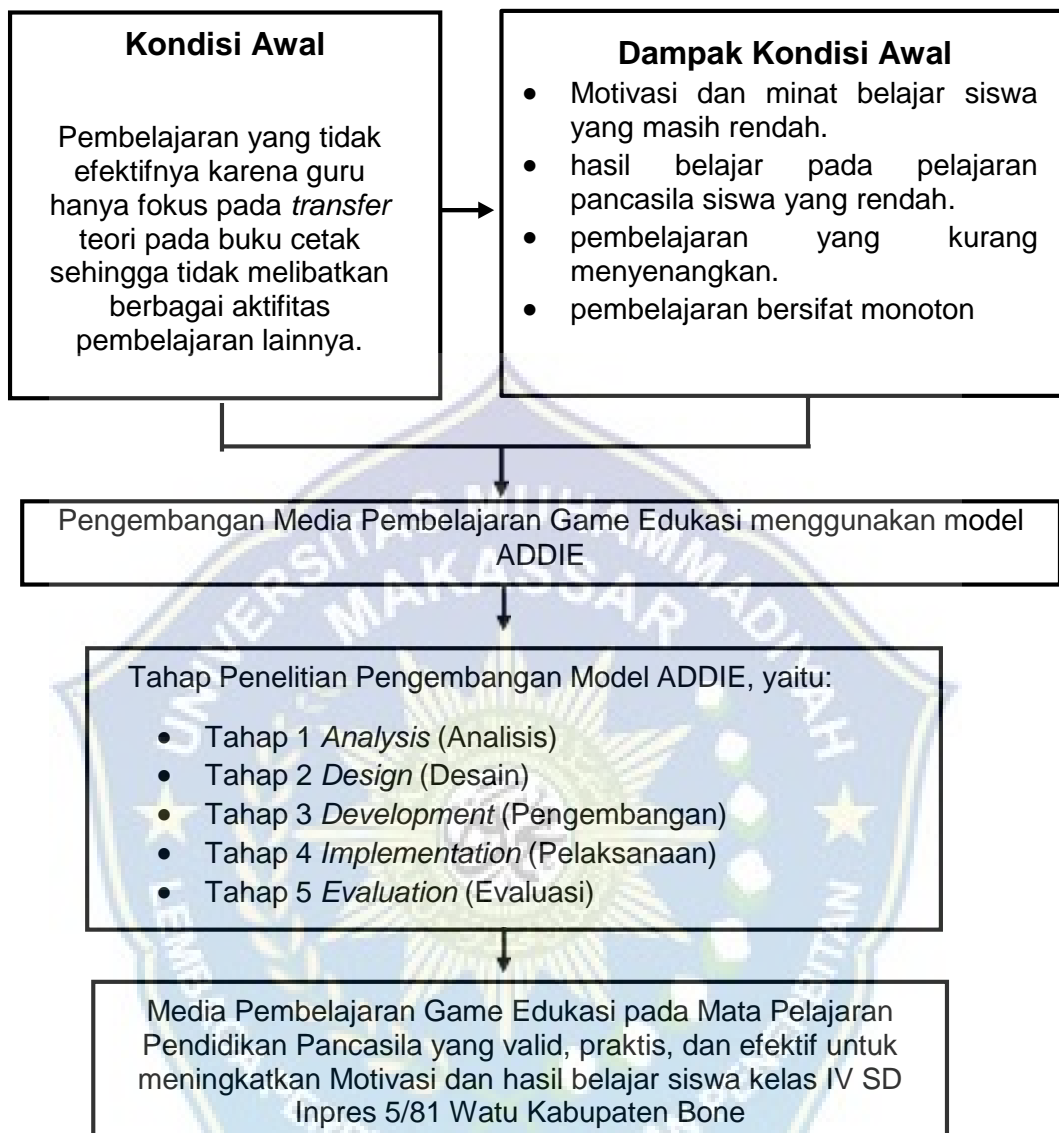 Kondisi Awal
Pembelajaran yang tidak
efektifnya karena guru
hanya fokus pada transfer
teori pada buku cetak
sehingga tidak melibatkan
berbagai aktifitas
pembelajaran lainnya.
Dampak Kondisi Awal
• Motivasi dan minat belajar siswa
yang masih rendah.
• hasil belajar pada pelajaran
pancasila siswa yang rendah.
• pembelajaran yang kurang
menyenangkan.
• pembelajaran bersifat monoton
Pengembangan Media Pembelajaran Game Edukasi menggunakan model
ADDIE
Tahap Penelitian Pengembangan Model ADDIE, yaitu:
• Tahap 1 Analysis (Analisis)
• Tahap 2 Design (Desain)
• Tahap 3 Development (Pengembangan)
• Tahap 4 Implementation (Pelaksanaan)
• Tahap 5 Evaluation (Evaluasi)
Media Pembelajaran Game Edukasi pada Mata Pelajaran
Pendidikan Pancasila yang valid, praktis, dan efektif untuk
meningkatkan Motivasi dan hasil belajar siswa kelas IV SD
Inpres 5/81 Watu Kabupaten Bone
UNIVERSITAS MUHAMMADIYAH
MAKASSAR